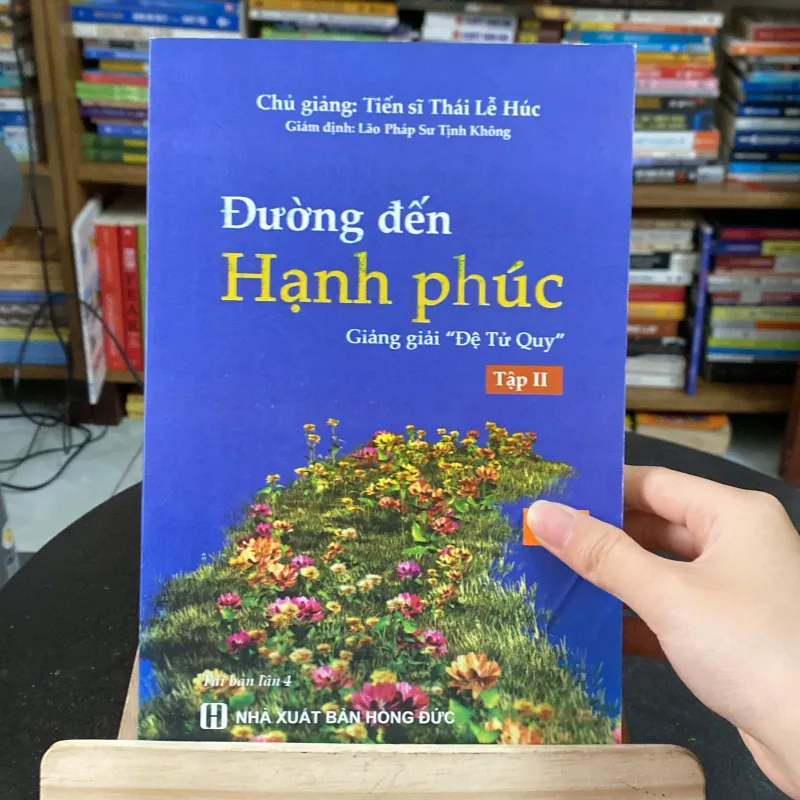 Chủ giảng: Tiến sĩ Thái Lễ Húc
Giám định: Lão Pháp Sư Tịnh Không
Đường đến
Hạnh phúc
Giảng giải "Đệ Tử Quy"
Tập II
Tái bản lần 4
NHÀ XUẤT BẢN HỒNG ĐỨC